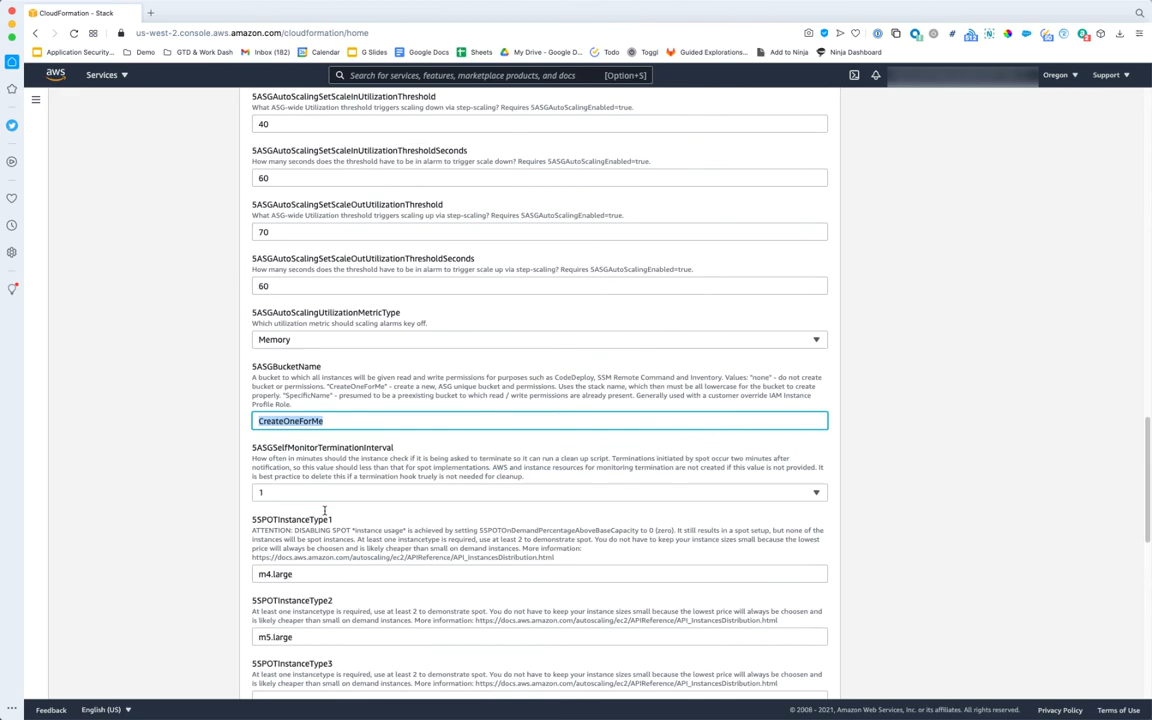 CloudFormation - Stack
us-west-2.console.aws.amazon.com/cloudformation/home
Application Security... Demo GTD & Work Dash Inbox (182) Calendar G Slides Google Docs Sheets My Drive - Google D... Todo Toggl Guided Explorations... Add to Ninja Ninja Dashboard
aws Services Search for services, features, marketplace products, and docs [Option+S] Oregon Support
5ASGAutoScalingSetScaleInUtilizationThreshold
What ASG-wide Utilization threshold triggers scaling down via step-scaling? Requires 5ASGAutoScalingEnabled=true.
40
5ASGAutoScalingSetScaleInUtilizationThresholdSeconds
How many seconds does the threshold have to be in alarm to trigger scale down? Requires 5ASGAutoScalingEnabled=true.
60
5ASGAutoScalingSetScaleOutUtilizationThreshold
What ASG-wide Utilization threshold triggers scaling up via step-scaling? Requires 5ASGAutoScalingEnabled=true.
70
5ASGAutoScalingSetScaleOutUtilizationThresholdSeconds
How many seconds does the threshold have to be in alarm to trigger scale up via step-scaling? Requires 5ASGAutoScalingEnabled=true.
60
5ASGAutoScalingUtilizationMetricType
Which utilization metric should scaling alarms key off.
Memory
5ASGBucketName
A bucket to which all instances will be given read and write permissions for purposes such as CodeDeploy, SSM Remote Command and Inventory. Values: "none" - do not create
bucket or permissions. "CreateOneForMe" - create a new, ASG unique bucket and permissions. Uses the stack name, which then must be all lowercase for the bucket to create
properly. "SpecificName" - presumed to be a preexisting bucket to which read / write permissions are already present. Generally used with a customer override IAM Instance
Profile Role.
CreateOneForMe
5ASGSelfMonitorTerminationInterval
How often in minutes should the instance check if it is being asked to terminate so it can run a clean up script. Terminations initiated by spot occur two minutes after
notification, so this value should less than that for spot implementations. AWS and instance resources for monitoring termination are not created if this value is not provided. It
is best practice to delete this if a termination hook truely is not needed for cleanup.
1
5SPOTInstanceType1
ATTENTION: DISABLING SPOT *instance usage* is achieved by setting 5SPOTOnDemandPercentageAboveBaseCapacity to 0 (zero). It still results in a spot setup, but none of the
instances will be spot instances. At least one instancetype is required, use at least 2 to demonstrate spot. You do not have to keep your instance sizes small because the lowest
price will always be choosen and is likely cheaper than small on demand instances. More information:
https://docs.aws.amazon.com/autoscaling/ec2/APIReference/API_InstancesDistribution.html
m4.large
5SPOTInstanceType2
At least one instancetype is required, use at least 2 to demonstrate spot. You do not have to keep your instance sizes small because the lowest price will always be choosen and
is likely cheaper than small on demand instances. More information: https://docs.aws.amazon.com/autoscaling/ec2/APIReference/API_InstancesDistribution.html
m5.large
5SPOTInstanceType3
At least one instancetype is required, use at least 2 to demonstrate spot. You do not have to keep your instance sizes small because the lowest price will always be choosen and
is likely cheaper than small on demand instances. More information: https://docs.aws.amazon.com/autoscaling/ec2/APIReference/API_InstancesDistribution.html
Feedback English (US) © 2008 - 2021, Amazon Web Services, Inc. or its affiliates. All rights reserved. Privacy Policy Terms of Use